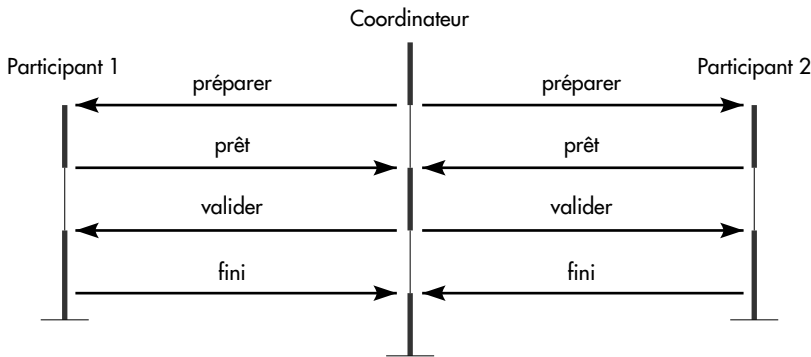 Coordinateur
Participant 1
Participant 2
préparer
préparer
prêt
prêt
valider
valider
fini
fini